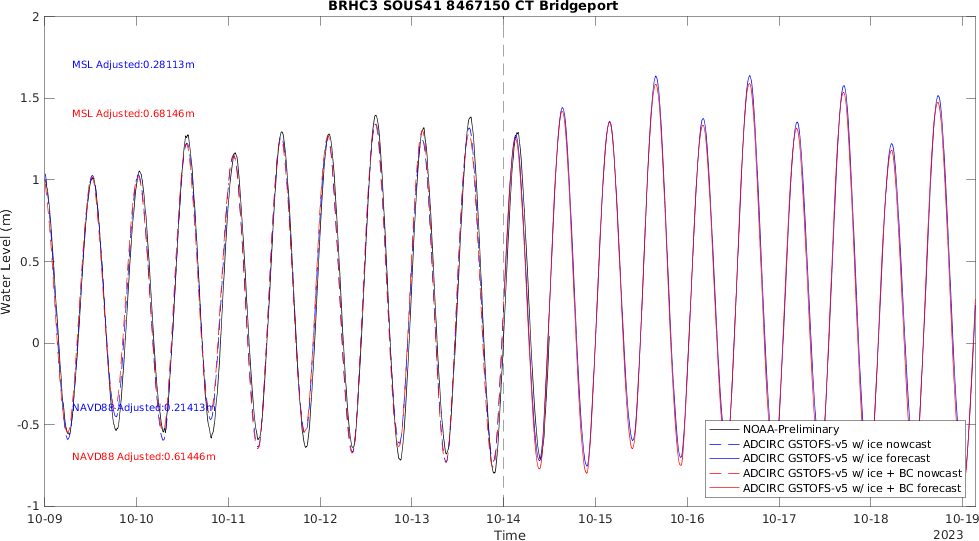 BRHC3 SOUS41 8467150 CT Bridgeport
2
1.5
1
0.5
0
-0.5
-1
Water Level (m)
MSL Adjusted:0.28113m
MSL Adjusted:0.68146m
NAVD88 Adjusted:0.21413m
NAVD88 Adjusted:0.61446m
NOAA-Preliminary
ADCIRC GSTOFS-v5 w/ ice nowcast
ADCIRC GSTOFS-v5 w/ ice forecast
ADCIRC GSTOFS-v5 w/ ice + BC nowcast
ADCIRC GSTOFS-v5 w/ ice + BC forecast
10-09 10-10 10-11 10-12 10-13 10-14 10-15 10-16 10-17 10-18 10-19
Time
2023